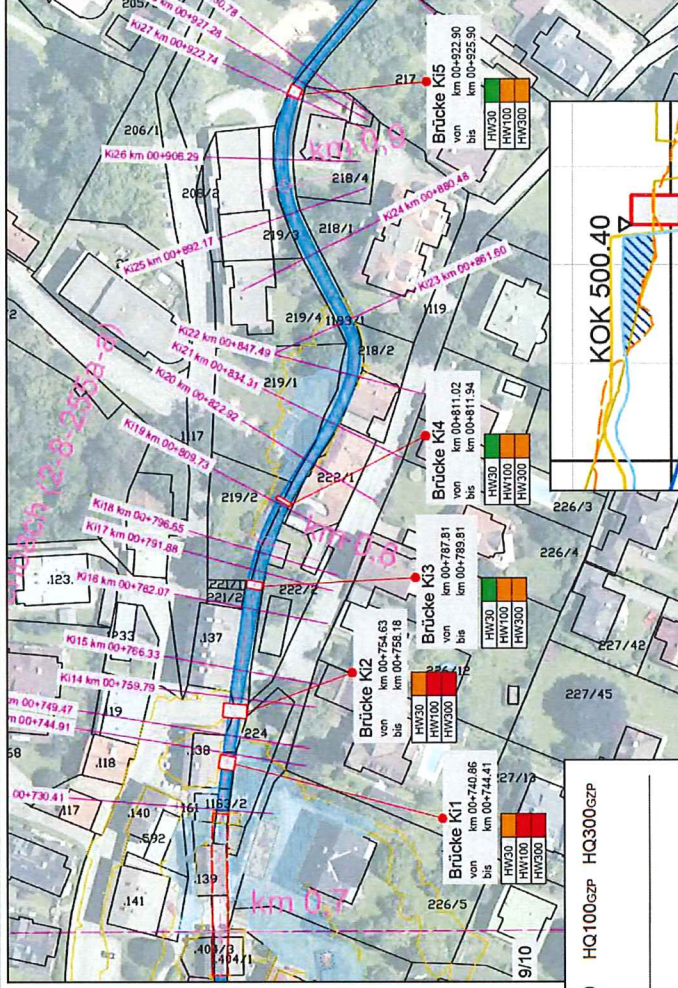 205/
km 00+927.28
Ki27 km 00+922.74
206/1
Ki26 km 00+906.29
208/2
km 0,9
217
218/4
219/3
218/1
Ki25 km 00+892.17
Ki24 km 00+880.48
Ki23 km 00+861.60
Brücke Ki5
von km 00+922.90
bis km 00+925.90
HW30
HW100
HW300
219/4
1183/1
.119
218/2
Ki22 km 00+847.49
Ki21 km 00+834.31
Ki20 km 00+822.92
219/1
Ki19 km 00+809.73
219/2
222/1
km 0,8
Brücke Ki4
von km 00+811.02
bis km 00+811.94
HW30
HW100
HW300
KOK 500.40
Ki18 km 00+796.65
Ki17 km 00+791.88
Ki16 km 00+782.07
.123
221/1
221/2
222/2
Brücke Ki3
von km 00+787.81
bis km 00+789.81
HW30
HW100
HW300
226/3
226/4
Ki15 km 00+766.33
Ki14 km 00+759.79
.137
Brücke Ki2
von km 00+754.63
bis km 00+758.18
HW30
HW100
HW300
227/42
227/45
km 00+749.47
km 00+744.91
.118
224
Brücke Ki1
von km 00+740.86
bis km 00+744.41
HW30
HW100
HW300
00+730.41
.140
.141
.139
km 0,7
226/5
9/10
HQ100GZP HQ300GZP